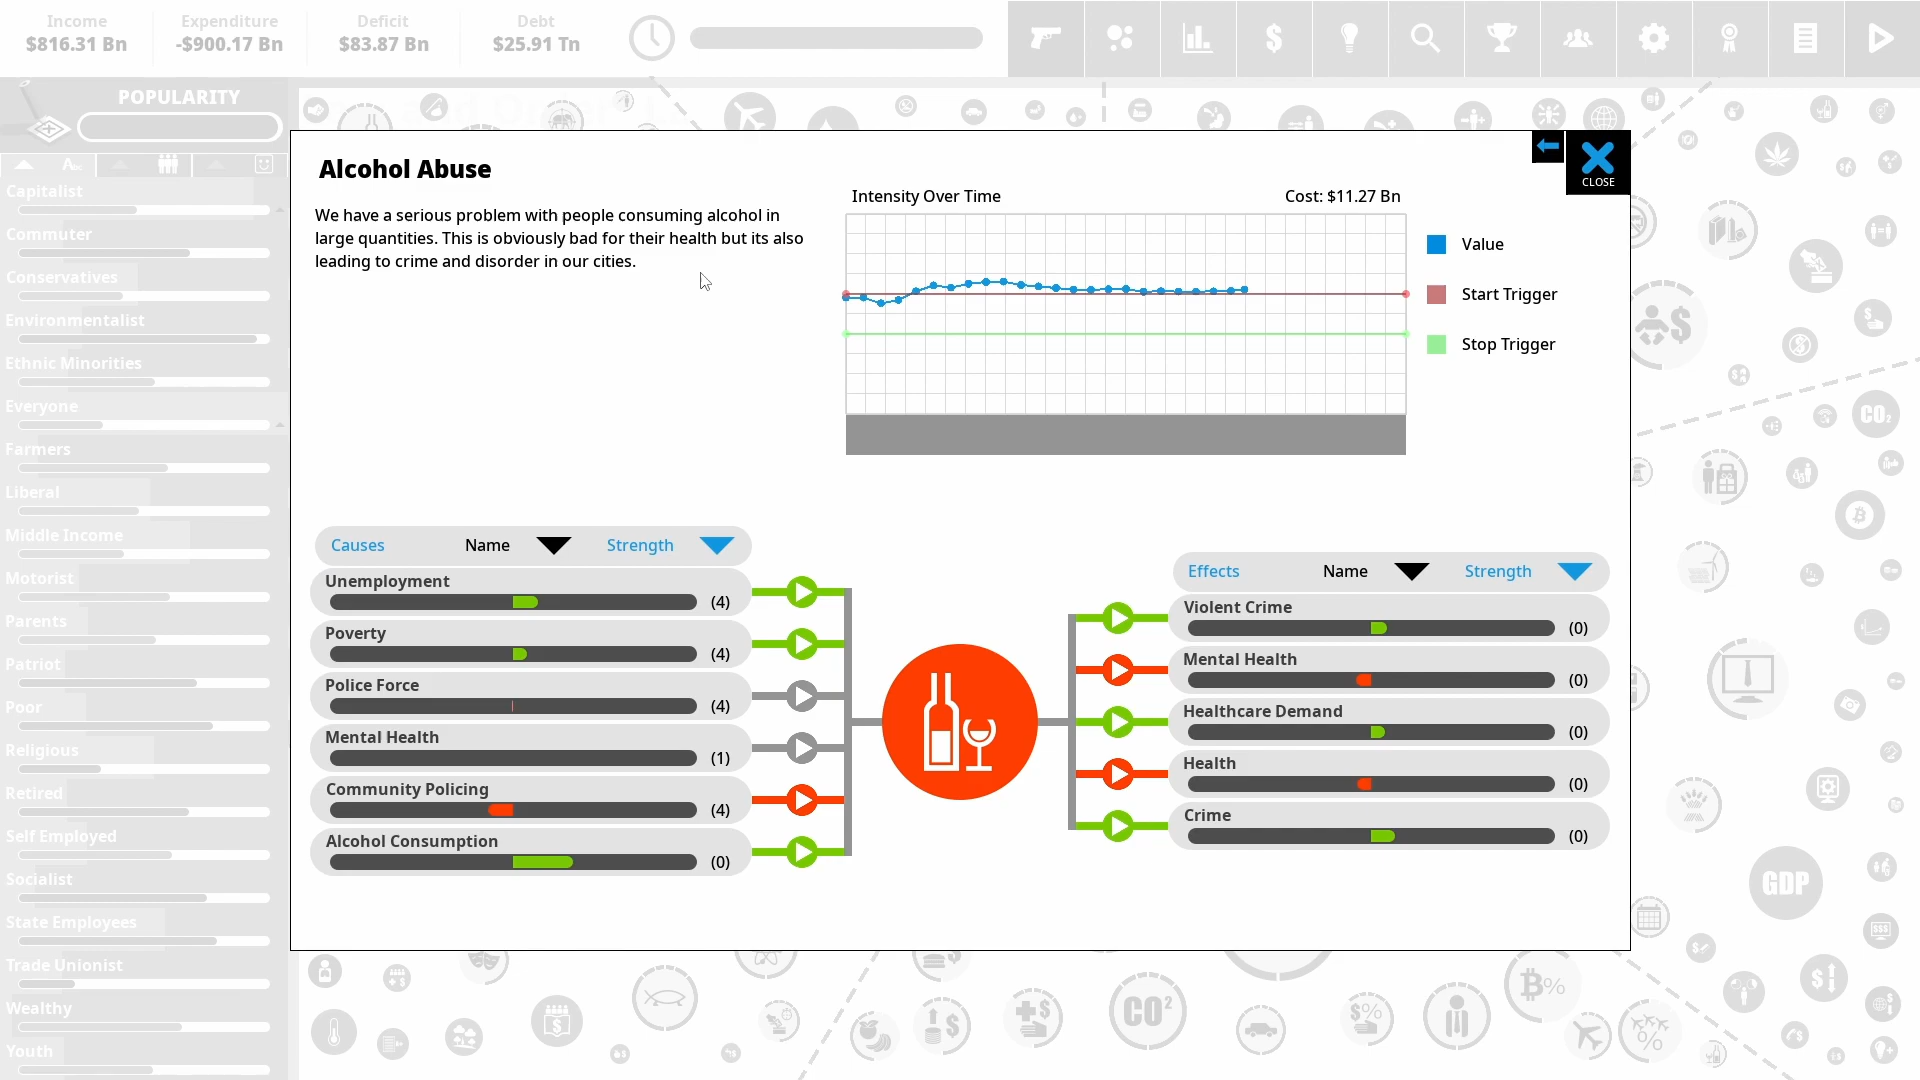 Income
$816.31 Bn
Expenditure
-$900.17 Bn
Deficit
$83.87 Bn
Debt
$25.91 Tn
POPULARITY
Capitalist
Commuter
Conservatives
Environmentalist
Ethnic Minorities
Everyone
Farmers
Liberal
Middle Income
Motorist
Parents
Patriot
Poor
Religious
Retired
Self Employed
Socialist
State Employees
Trade Unionist
Wealthy
Youth
Alcohol Abuse
CLOSE
We have a serious problem with people consuming alcohol in
large quantities. This is obviously bad for their health but its also
leading to crime and disorder in our cities.
Intensity Over Time
Cost: $11.27 Bn
Value
Start Trigger
Stop Trigger
Causes Name Strength
Unemployment
(4)
Poverty
(4)
Police Force
(4)
Mental Health
(1)
Community Policing
(4)
Alcohol Consumption
(0)
Effects Name Strength
Violent Crime
(0)
Mental Health
(0)
Healthcare Demand
(0)
Health
(0)
Crime
(0)
CO₂
GDP
$$$
CO²
$%
B%
%